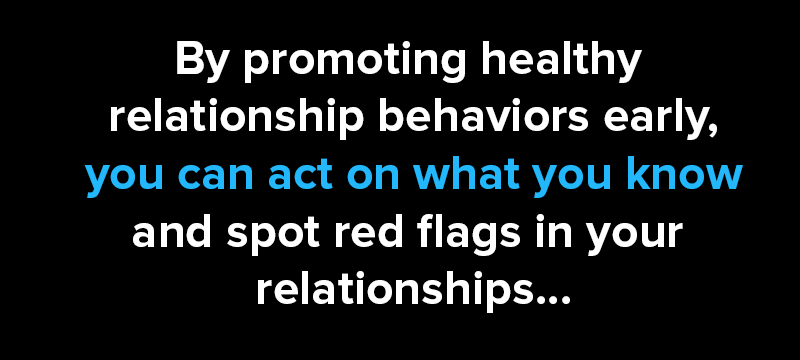 By promoting healthy
relationship behaviors early,
you can act on what you know
and spot red flags in your
relationships...